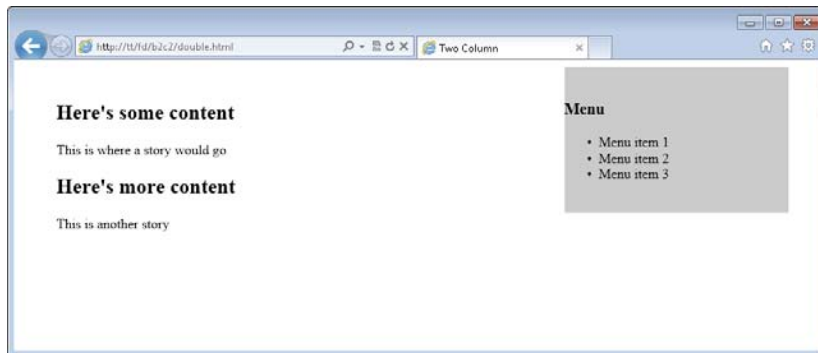 http://tt/fd/b2c2/double.html
Two Column
Here's some content
This is where a story would go
Here's more content
This is another story
Menu
• Menu item 1
• Menu item 2
• Menu item 3